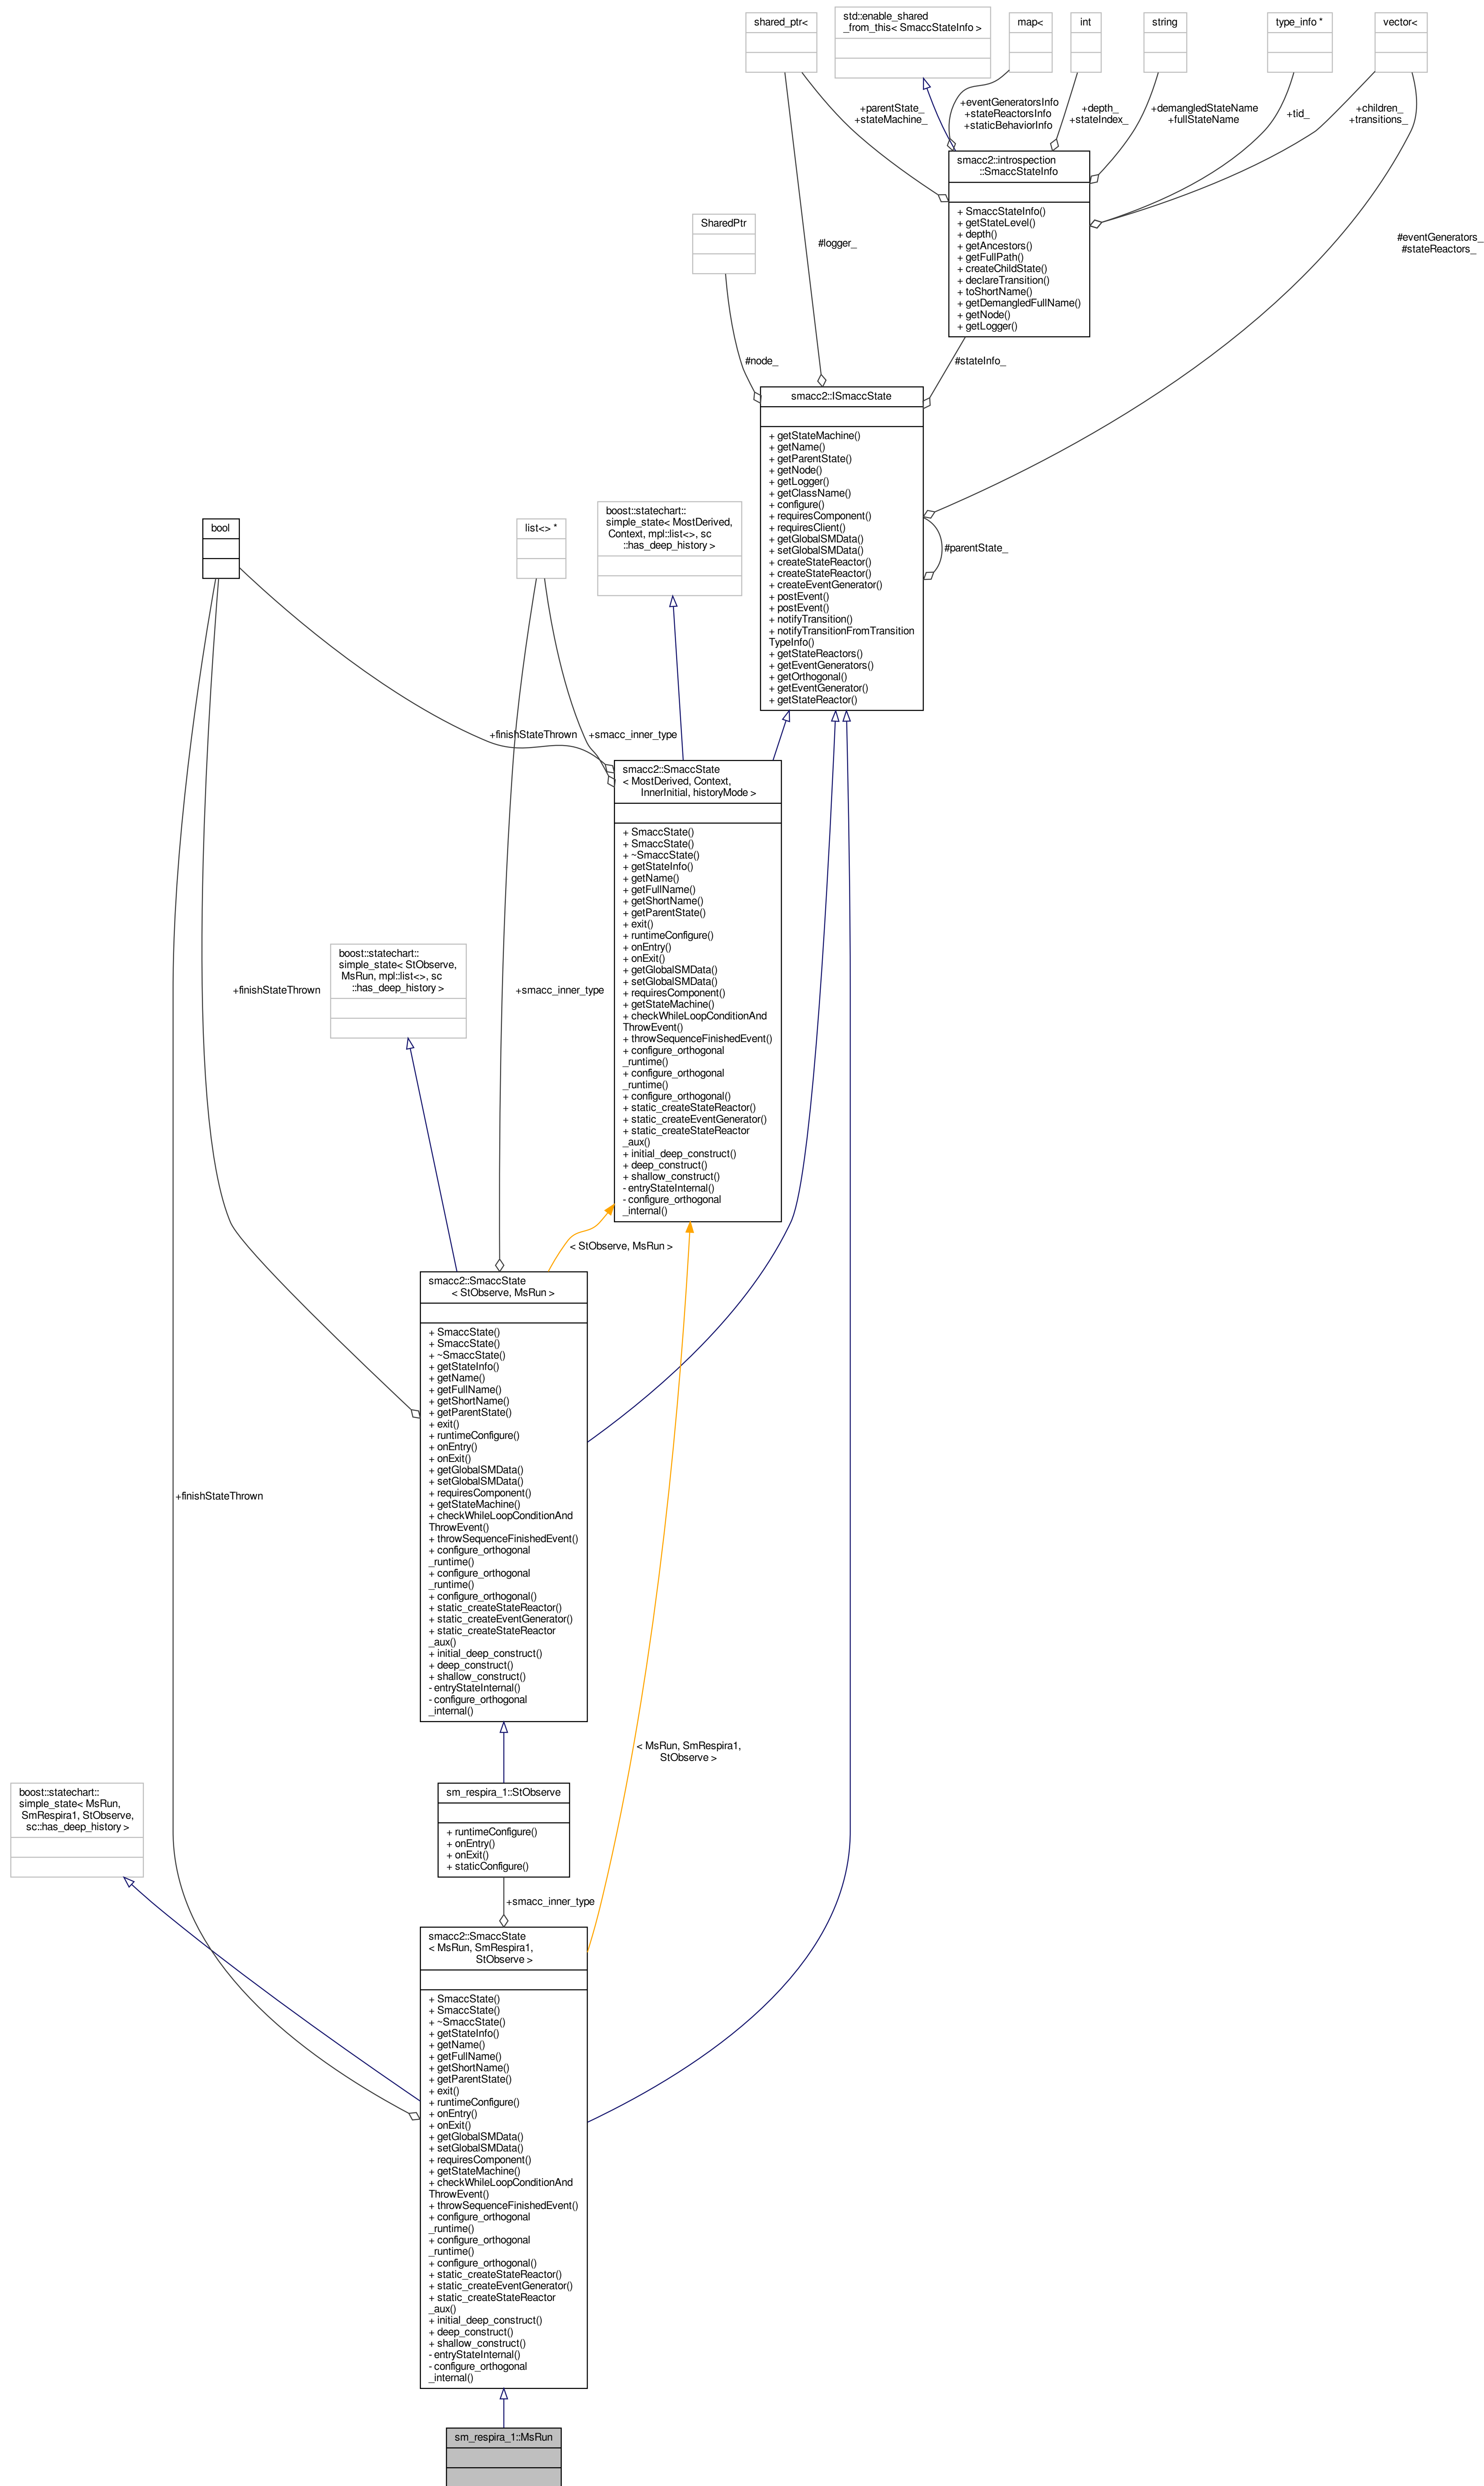 shared_ptr<
std::enable_shared
_from_this< SmaccStateInfo >
map<
int
string
type_info *
vector<
+parentState_
+stateMachine_
+eventGeneratorsInfo
+stateReactorsInfo
+staticBehaviorInfo
+depth_
+stateIndex_
+demangledStateName
+fullStateName
+tid_
+children_
+transitions_
smacc2::introspection
::SmaccStateInfo
+ SmaccStateInfo()
+ getStateLevel()
+ depth()
+ getAncestors()
+ getFullPath()
+ createChildState()
+ declareTransition()
+ toShortName()
+ getDemangledFullName()
+ getNode()
+ getLogger()
SharedPtr
#logger_
#eventGenerators_
#stateReactors_
#node_
#stateInfo_
smacc2::ISmaccState
+ getStateMachine()
+ getName()
+ getParentState()
+ getNode()
+ getLogger()
+ getClassName()
+ configure()
+ requiresComponent()
+ requiresClient()
+ getGlobalSMData()
+ setGlobalSMData()
+ createStateReactor()
+ createStateReactor()
+ createEventGenerator()
+ postEvent()
+ postEvent()
+ notifyTransition()
+ notifyTransitionFromTransition
TypeInfo()
+ getStateReactors()
+ getEventGenerators()
+ getOrthogonal()
+ getEventGenerator()
+ getStateReactor()
#parentState_
bool
list<> *
boost::statechart::
simple_state< MostDerived,
Context, mpl::list<>, sc
::has_deep_history >
+finishStateThrown
+smacc_inner_type
smacc2::SmaccState
< MostDerived, Context,
InnerInitial, historyMode >
+ SmaccState()
+ SmaccState()
+ ~SmaccState()
+ getStateInfo()
+ getName()
+ getFullName()
+ getShortName()
+ getParentState()
+ exit()
+ runtimeConfigure()
+ onEntry()
+ onExit()
+ getGlobalSMData()
+ setGlobalSMData()
+ requiresComponent()
+ getStateMachine()
+ checkWhileLoopConditionAnd
ThrowEvent()
+ throwSequenceFinishedEvent()
+ configure_orthogonal
_runtime()
+ configure_orthogonal
_runtime()
+ configure_orthogonal()
+ static_createStateReactor()
+ static_createEventGenerator()
+ static_createStateReactor
_aux()
+ initial_deep_construct()
+ deep_construct()
+ shallow_construct()
- entryStateInternal()
- configure_orthogonal
_internal()
boost::statechart::
simple_state< StObserve,
MsRun, mpl::list<>, sc
::has_deep_history >
+finishStateThrown
+smacc_inner_type
< StObserve, MsRun >
smacc2::SmaccState
< StObserve, MsRun >
+ SmaccState()
+ SmaccState()
+ ~SmaccState()
+ getStateInfo()
+ getName()
+ getFullName()
+ getShortName()
+ getParentState()
+ exit()
+ runtimeConfigure()
+ onEntry()
+ onExit()
+ getGlobalSMData()
+ setGlobalSMData()
+ requiresComponent()
+ getStateMachine()
+ checkWhileLoopConditionAnd
ThrowEvent()
+ throwSequenceFinishedEvent()
+ configure_orthogonal
_runtime()
+ configure_orthogonal
_runtime()
+ configure_orthogonal()
+ static_createStateReactor()
+ static_createEventGenerator()
+ static_createStateReactor
_aux()
+ initial_deep_construct()
+ deep_construct()
+ shallow_construct()
- entryStateInternal()
- configure_orthogonal
_internal()
+finishStateThrown
< MsRun, SmRespira1,
StObserve >
boost::statechart::
simple_state< MsRun,
SmRespira1, StObserve,
sc::has_deep_history >
sm_respira_1::StObserve
+ runtimeConfigure()
+ onEntry()
+ onExit()
+ staticConfigure()
+smacc_inner_type
smacc2::SmaccState
< MsRun, SmRespira1,
StObserve >
+ SmaccState()
+ SmaccState()
+ ~SmaccState()
+ getStateInfo()
+ getName()
+ getFullName()
+ getShortName()
+ getParentState()
+ exit()
+ runtimeConfigure()
+ onEntry()
+ onExit()
+ getGlobalSMData()
+ setGlobalSMData()
+ requiresComponent()
+ getStateMachine()
+ checkWhileLoopConditionAnd
ThrowEvent()
+ throwSequenceFinishedEvent()
+ configure_orthogonal
_runtime()
+ configure_orthogonal
_runtime()
+ configure_orthogonal()
+ static_createStateReactor()
+ static_createEventGenerator()
+ static_createStateReactor
_aux()
+ initial_deep_construct()
+ deep_construct()
+ shallow_construct()
- entryStateInternal()
- configure_orthogonal
_internal()
sm_respira_1::MsRun